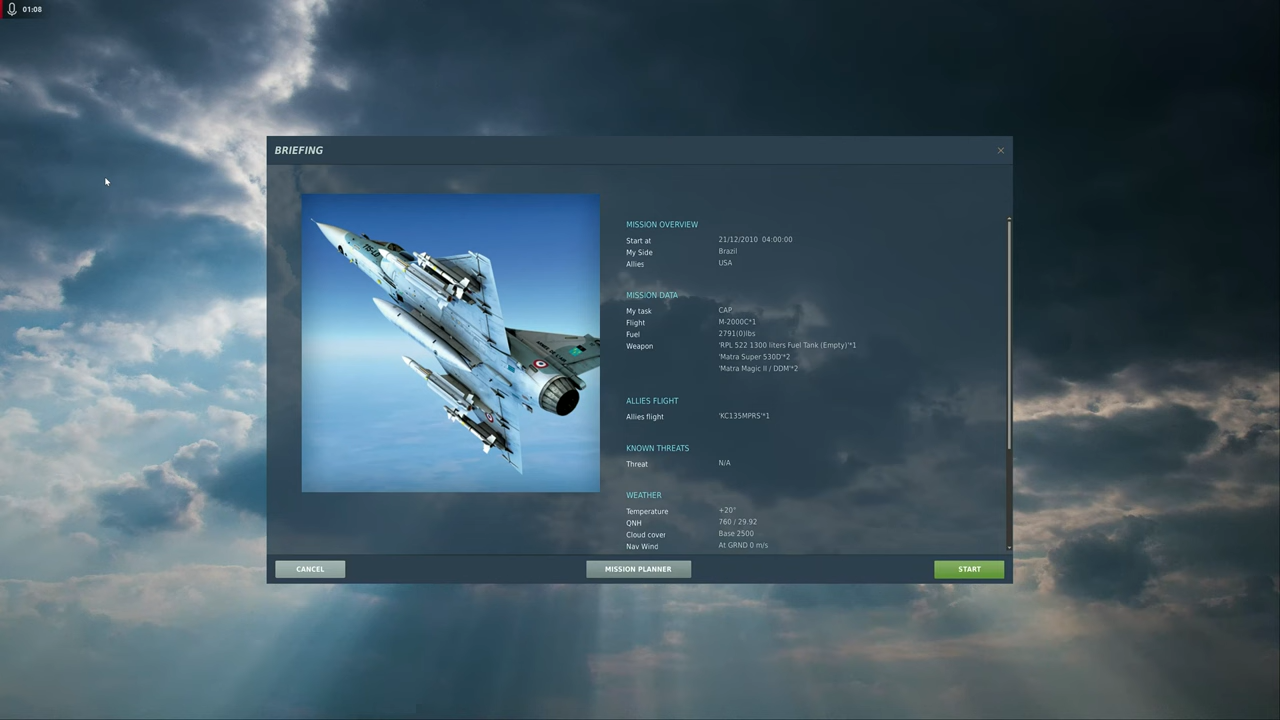 01:08
BRIEFING
MISSION OVERVIEW
Start at 21/12/2010 04:00:00
My Side Brazil
Allies USA
MISSION DATA
My task CAP
Flight M-2000C*1
Fuel 2791(0)lbs
Weapon 'RPL 522 1300 liters Fuel Tank (Empty)'*1
'Matra Super 530D'*2
'Matra Magic II / DDM'*2
ALLIES FLIGHT
Allies flight 'KC135MPRS'*1
KNOWN THREATS
Threat N/A
WEATHER
Temperature +20°
QNH 760 / 29.92
Cloud cover Base 2500
Nav Wind At GRND 0 m/s
CANCEL MISSION PLANNER START